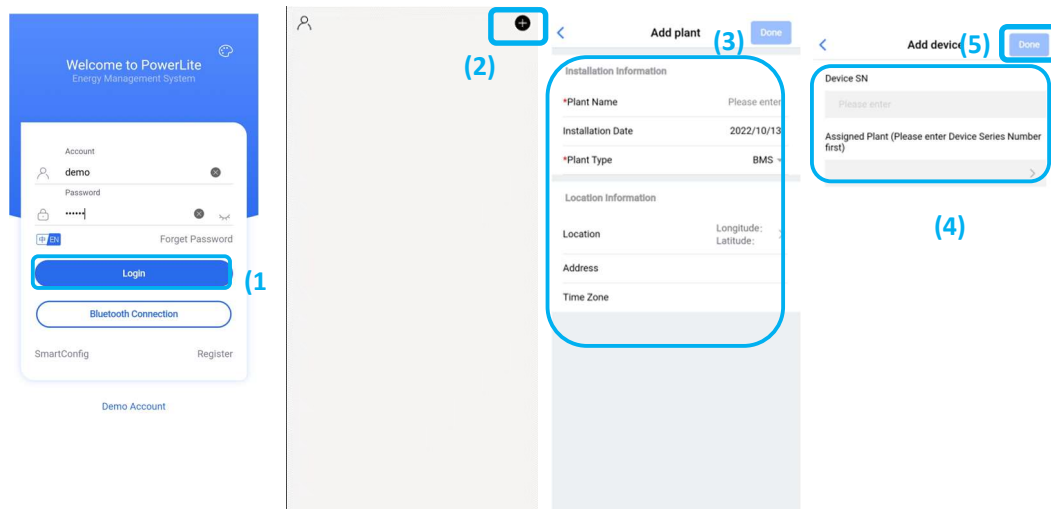 Welcome to PowerLite
Energy Management System
Account
demo
Password
••••••
中 EN
Forget Password
Login
(1
Bluetooth Connection
SmartConfig
Register
Demo Account
(2)
Add plant
(3)
Done
Installation Information
*Plant Name
Please enter
Installation Date
2022/10/13
*Plant Type
BMS
Location Information
Location
Longitude:
Latitude:
Address
Time Zone
Add device
(5)
Done
Device SN
Please enter
Assigned Plant (Please enter Device Series Number
first)
(4)